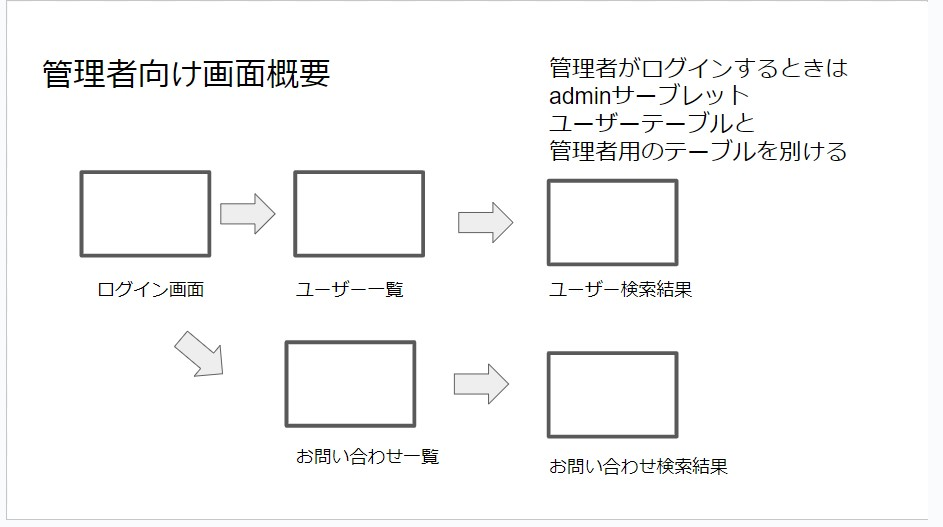 管理者向け画面概要
管理者がログインするときは
adminサーブレット
ユーザーテーブルと
管理者用のテーブルを別ける
ログイン画面
ユーザー一覧
ユーザー検索結果
お問い合わせ一覧
お問い合わせ検索結果